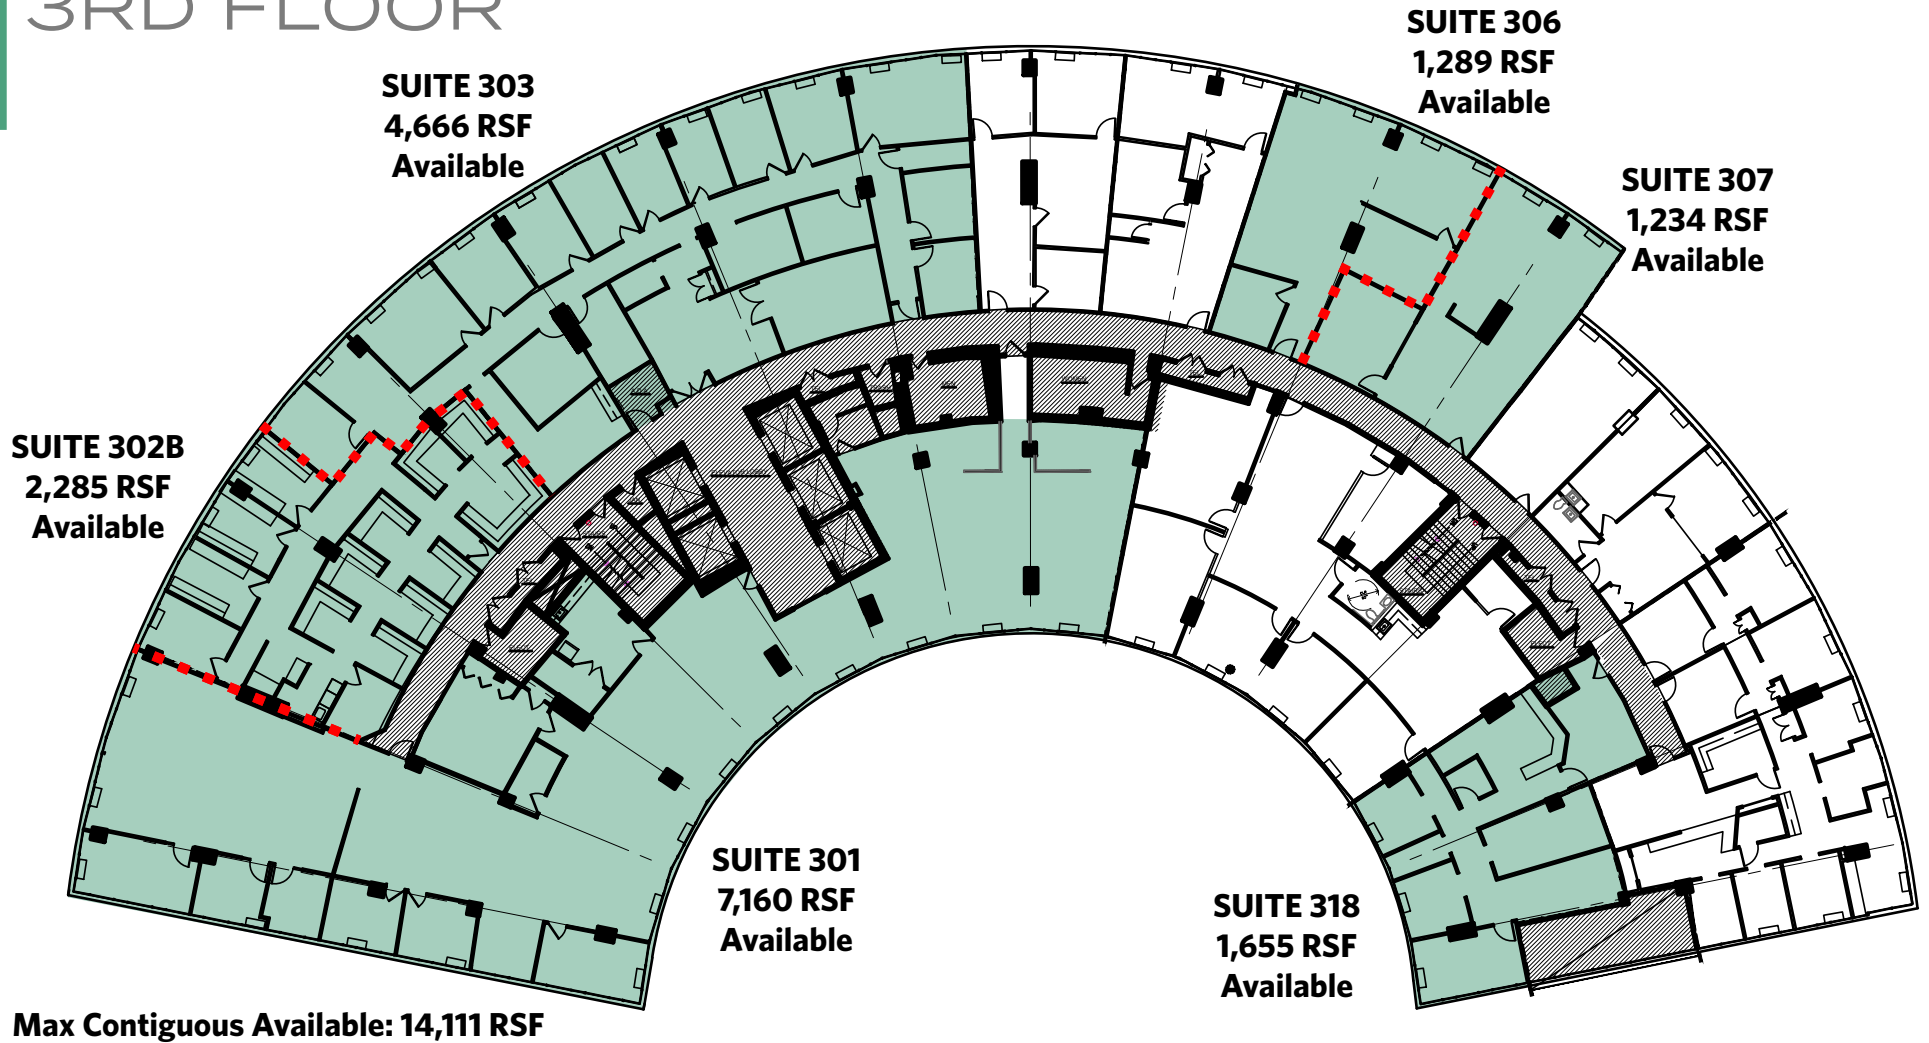 3RD FLOOR
SUITE 303
4,666 RSF
Available
SUITE 306
1,289 RSF
Available
SUITE 307
1,234 RSF
Available
SUITE 302B
2,285 RSF
Available
SUITE 301
7,160 RSF
Available
SUITE 318
1,655 RSF
Available
Max Contiguous Available: 14,111 RSF